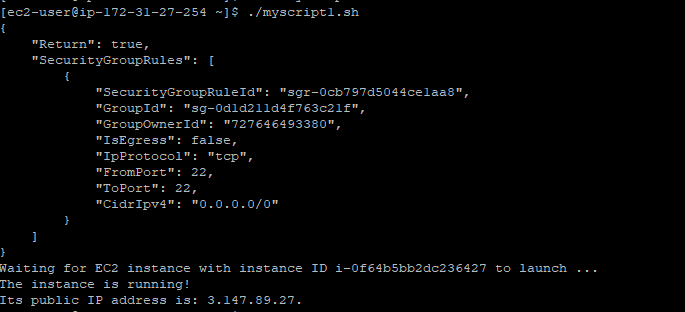 [ec2-user@ip-172-31-27-254 ~]$ ./myscript1.sh
{
    "Return": true,
    "SecurityGroupRules": [
        {
            "SecurityGroupRuleId": "sgr-0cb797d5044ce1aa8",
            "GroupId": "sg-0d1d211d4f763c21f",
            "GroupOwnerId": "727646493380",
            "IsEgress": false,
            "IpProtocol": "tcp",
            "FromPort": 22,
            "ToPort": 22,
            "CidrIpv4": "0.0.0.0/0"
        }
    ]
}
Waiting for EC2 instance with instance ID i-0f64b5bb2dc236427 to launch ...
The instance is running!
Its public IP address is: 3.147.89.27.